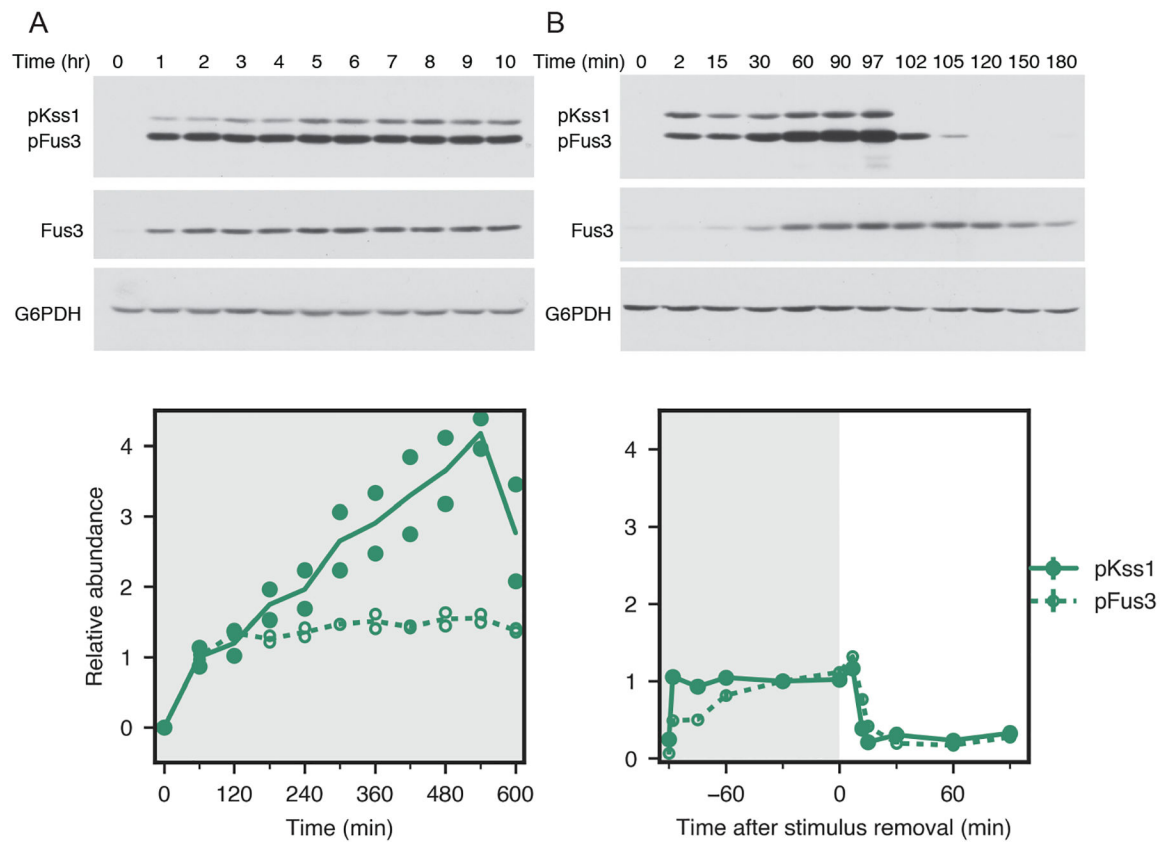 A
Time (hr) 0 1 2 3 4 5 6 7 8 9 10
pKss1
pFus3
Fus3
G6PDH
B
Time (min) 0 2 15 30 60 90 97 102 105 120 150 180
pKss1
pFus3
Fus3
G6PDH
Relative abundance
4
3
2
1
0
0 120 240 360 480 600
Time (min)
4
3
2
1
0
−60 0 60
Time after stimulus removal (min)
pKss1
pFus3